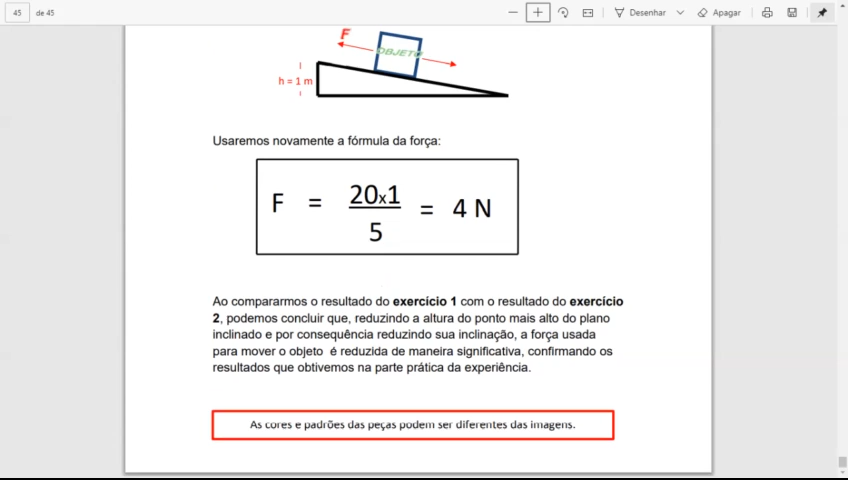 45 de 45 Desenhar Apagar
F
OBJETO
h = 1 m
Usaremos novamente a fórmula da força:
F = 20x1 = 4 N
5
Ao compararmos o resultado do exercício 1 com o resultado do exercício
2, podemos concluir que, reduzindo a altura do ponto mais alto do plano
inclinado e por consequência reduzindo sua inclinação, a força usada
para mover o objeto é reduzida de maneira significativa, confirmando os
resultados que obtivemos na parte prática da experiência.
As cores e padrões das peças podem ser diferentes das imagens.